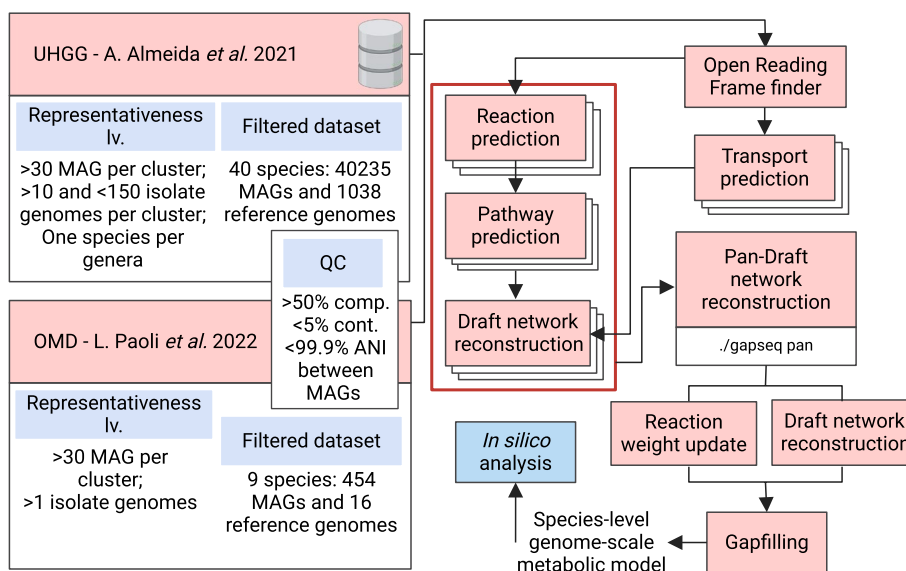 UHGG - A. Almeida et al. 2021
Representativeness
lv.
>30 MAG per cluster;
>10 and <150 isolate
genomes per cluster;
One species per
genera
Filtered dataset
40 species: 40235
MAGs and 1038
reference genomes
QC
>50% comp.
<5% cont.
<99.9% ANI
between
MAGs
OMD - L. Paoli et al. 2022
Representativeness
lv.
>30 MAG per
cluster;
>1 isolate genomes
Filtered dataset
9 species: 454
MAGs and 16
reference genomes
Open Reading
Frame finder
Reaction
prediction
Transport
prediction
Pathway
prediction
Draft network
reconstruction
Pan-Draft
network
reconstruction
./gapseq pan
Reaction
weight update
Draft network
reconstruction
Gapfilling
Species-level
genome-scale
metabolic model
In silico
analysis